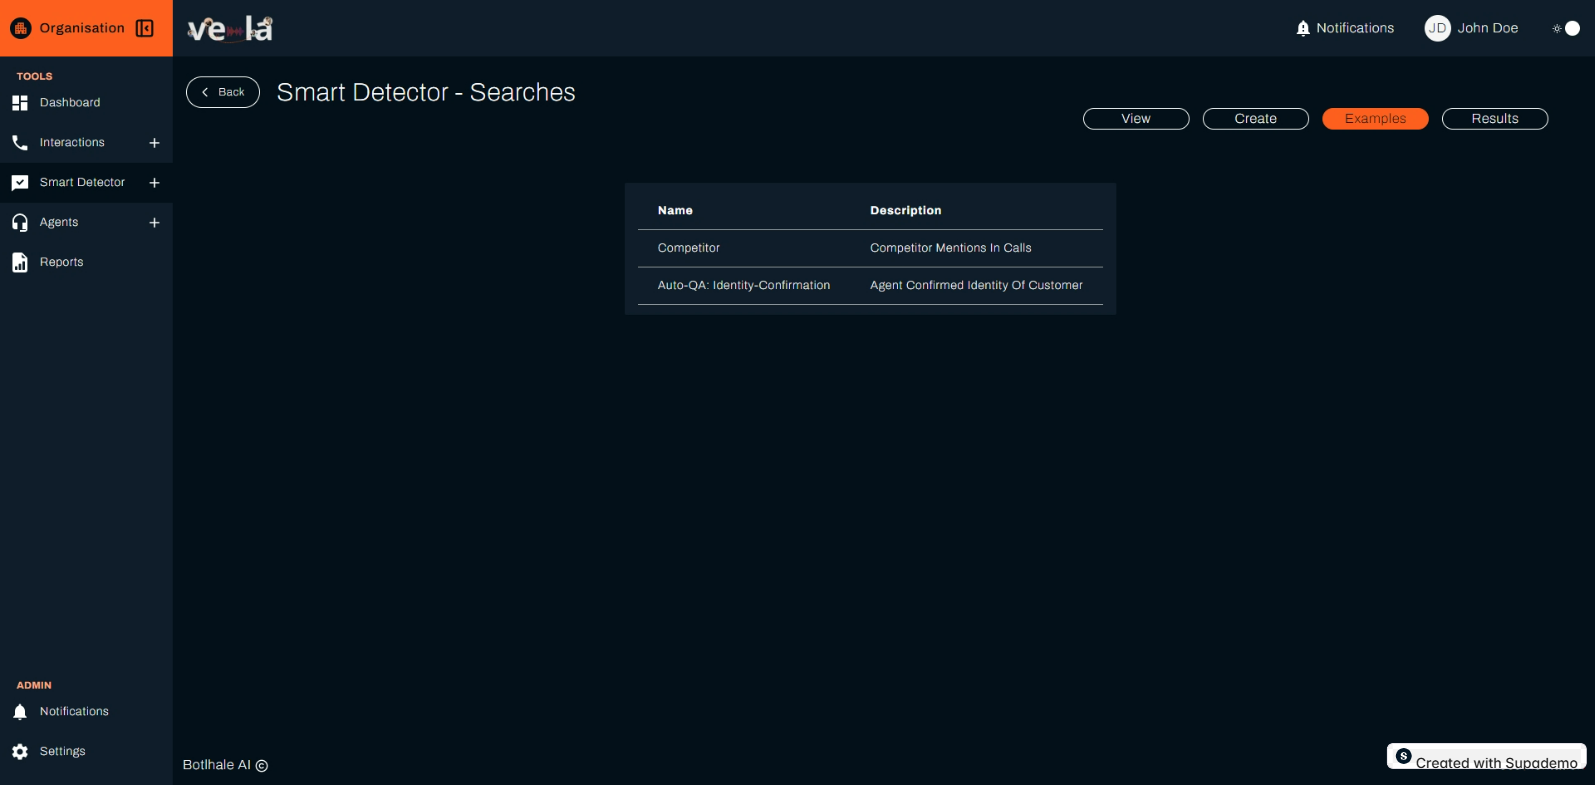 Organisation
vela
Notifications
JD
John Doe
TOOLS
Dashboard
Interactions
Smart Detector
Agents
Reports
Back
Smart Detector - Searches
View
Create
Examples
Results
Name Description
Competitor Competitor Mentions In Calls
Auto-QA: Identity-Confirmation Agent Confirmed Identity Of Customer
ADMIN
Notifications
Settings
Botlhale AI ©
S Created with Supademo